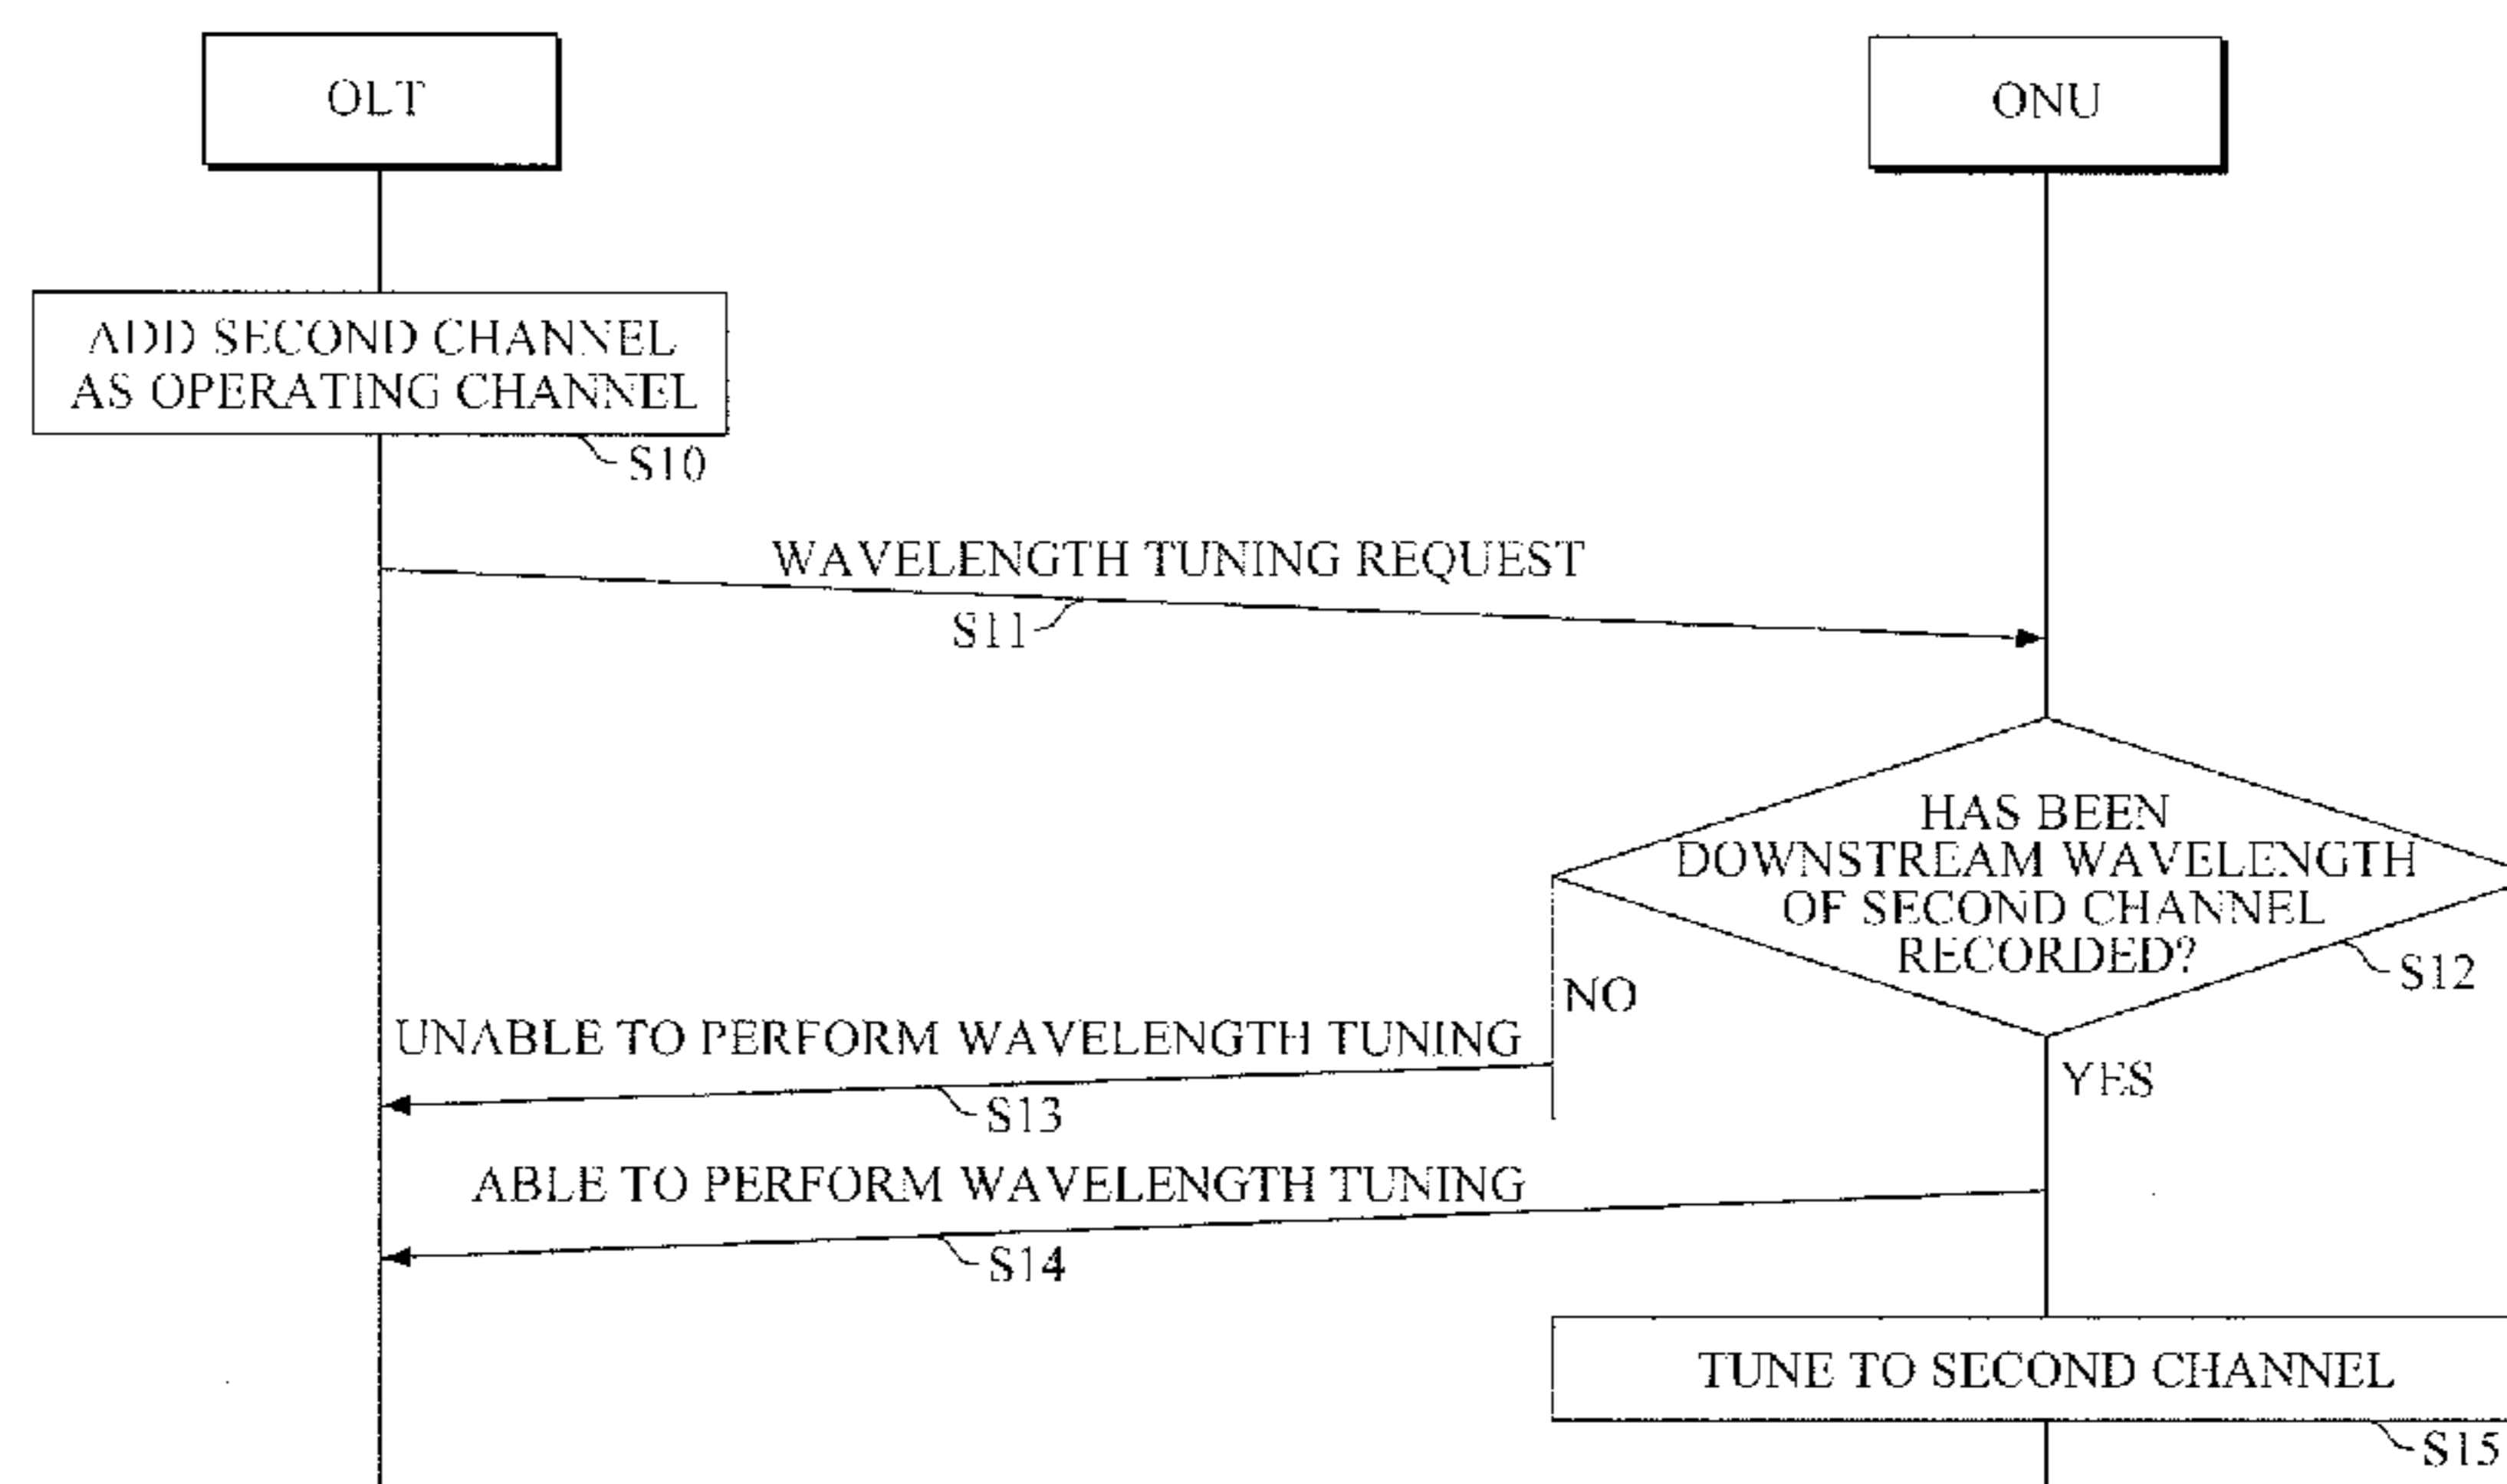 OLT
ONU
ADD SECOND CHANNEL
AS OPERATING CHANNEL
S10
WAVELENGTH TUNING REQUEST
S11
HAS BEEN
DOWNSTREAM WAVELENGTH
OF SECOND CHANNEL
RECORDED?
S12
NO
UNABLE TO PERFORM WAVELENGTH TUNING
S13
YES
ABLE TO PERFORM WAVELENGTH TUNING
S14
TUNE TO SECOND CHANNEL
S15